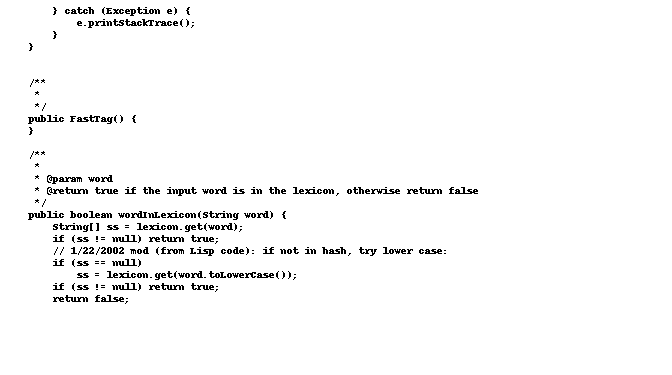 } catch (Exception e) {
e.printStackTrace();
}
}
/**
*
*/
public FastTag() {
}
/**
*
* @param word
* @return true if the input word is in the lexicon, otherwise return false
*/
public boolean wordInLexicon(String word) {
String[] ss = lexicon.get(word);
if (ss != null) return true;
// 1/22/2002 mod (from Lisp code): if not in hash, try lower case:
if (ss == null)
ss = lexicon.get(word.toLowerCase());
if (ss != null) return true;
return false;